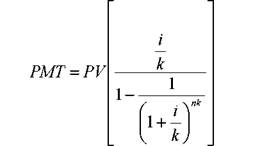 PMT = PV [ (i/k) / (1 − 1/(1 + i/k)^{nk}) ]